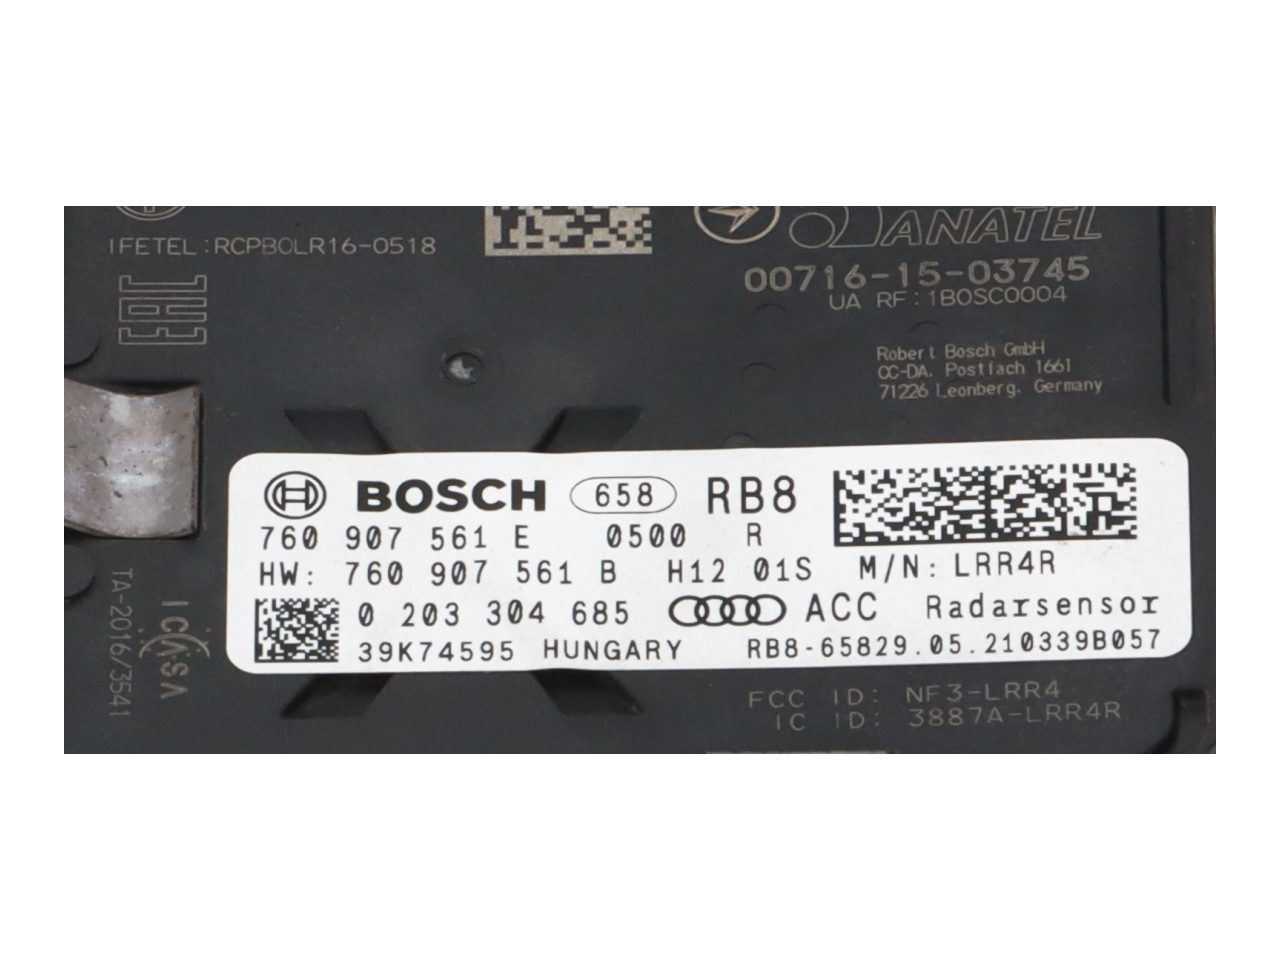 IFETEL:RCPBOLR16-0518
ANATEL
00716-15-03745
UA RF:1BOSC0004
EAC
Robert Bosch GmbH
CC-DA, Postfach 1661
71226 Leonberg, Germany
BOSCH 658 RB8
760 907 561 E 0500 R
HW: 760 907 561 B H12 01S M/N: LRR4R
0 203 304 685 ACC Radarsensor
39K74595 HUNGARY RB8-65829.05.210339B057
TA-2016/3541
ICASA
FCC ID: NF3-LRR4
IC ID: 3887A-LRR4R